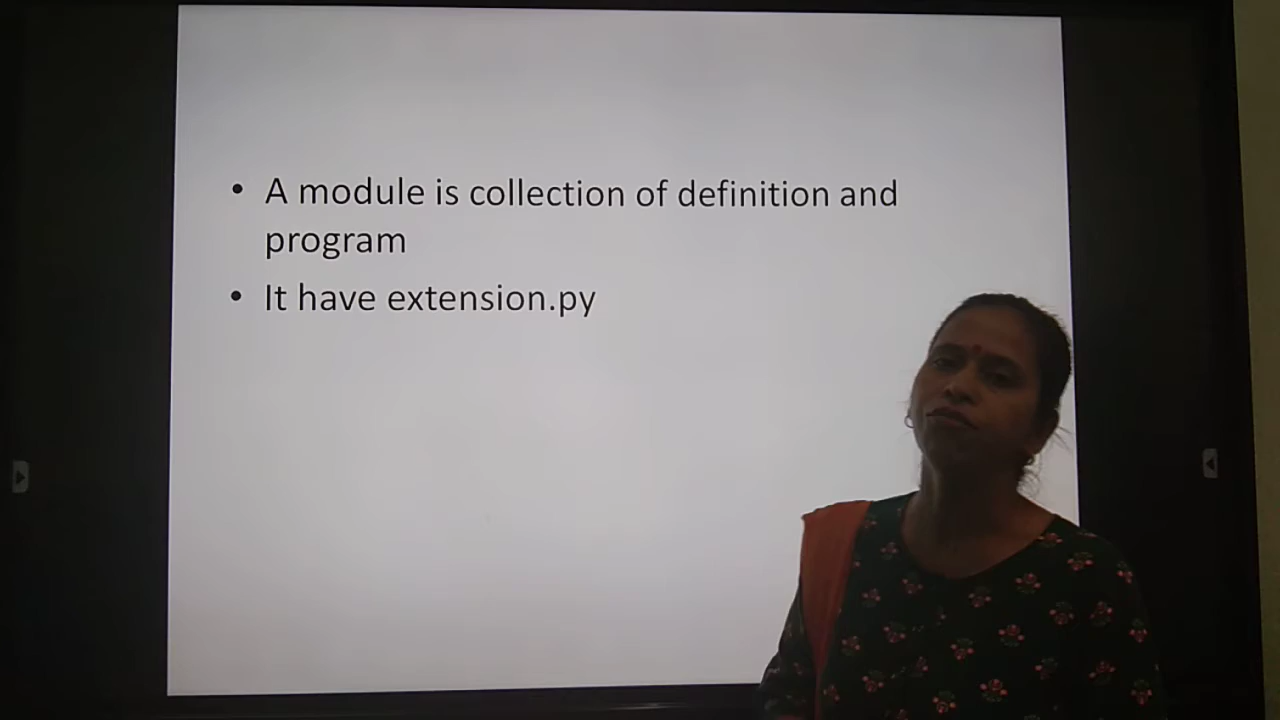 • A module is collection of definition and
program
• It have extension.py